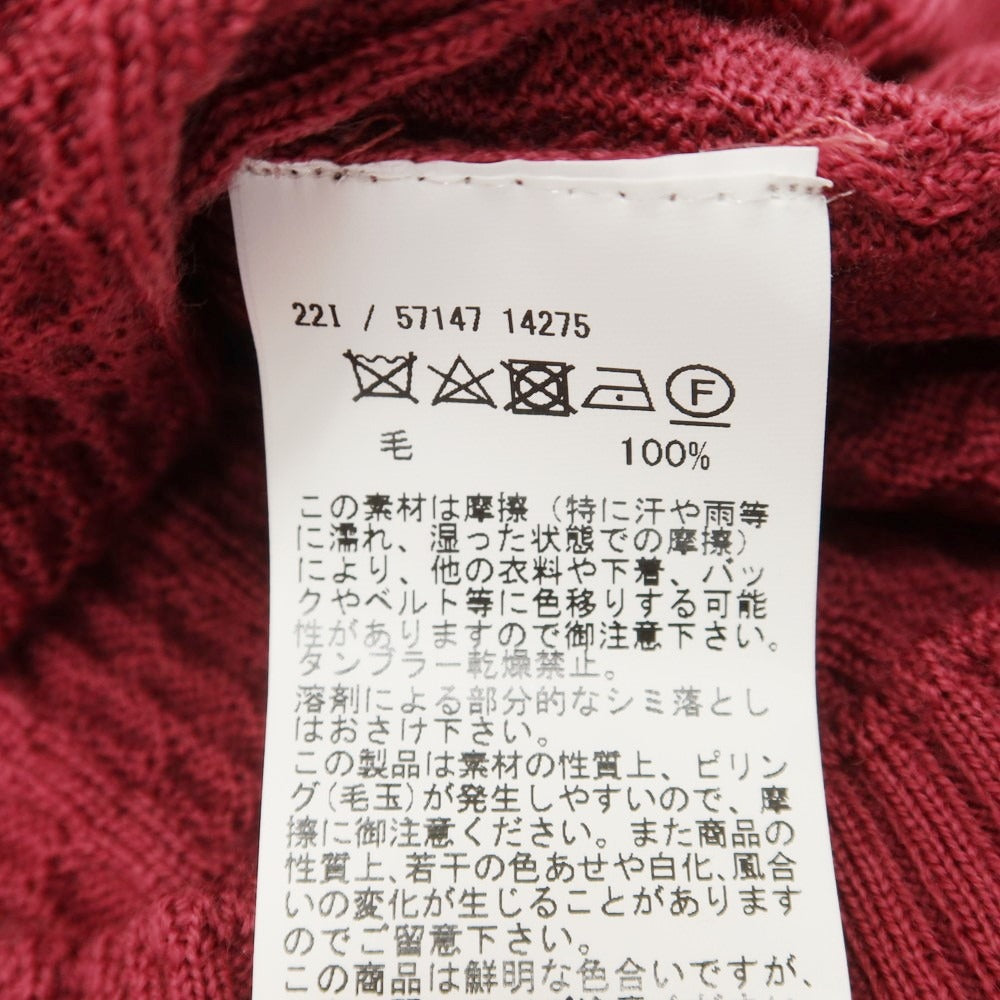 22I / 57147 14275
F
毛 100%
この素材は摩擦（特に汗や雨等
に濡れ、湿った状態での摩擦）
により、他の衣料や下着、バッ
クやベルト等に色移りする可能
性がありますので御注意下さい。
タンブラー乾燥禁止。
溶剤による部分的なシミ落とし
はおさけ下さい。
この製品は素材の性質上、ピリン
グ(毛玉)が発生しやすいので、摩
擦に御注意ください。また商品の
性質上、若干の色あせや白化、風合
いの変化が生じることがあります
のでご留意下さい。
この商品は鮮明な色合いですが、